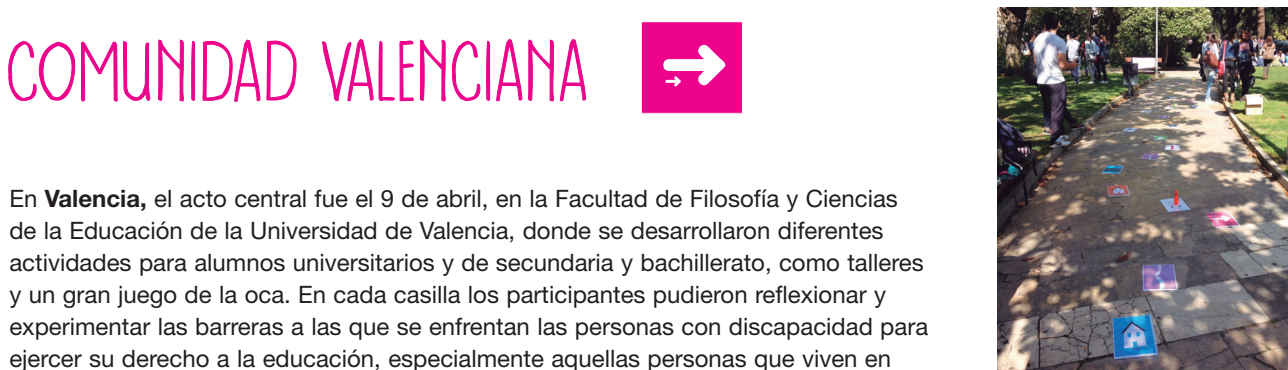 COMUNIDAD VALENCIANA
En Valencia, el acto central fue el 9 de abril, en la Facultad de Filosofía y Ciencias
de la Educación de la Universidad de Valencia, donde se desarrollaron diferentes
actividades para alumnos universitarios y de secundaria y bachillerato, como talleres
y un gran juego de la oca. En cada casilla los participantes pudieron reflexionar y
experimentar las barreras a las que se enfrentan las personas con discapacidad para
ejercer su derecho a la educación, especialmente aquellas personas que viven en